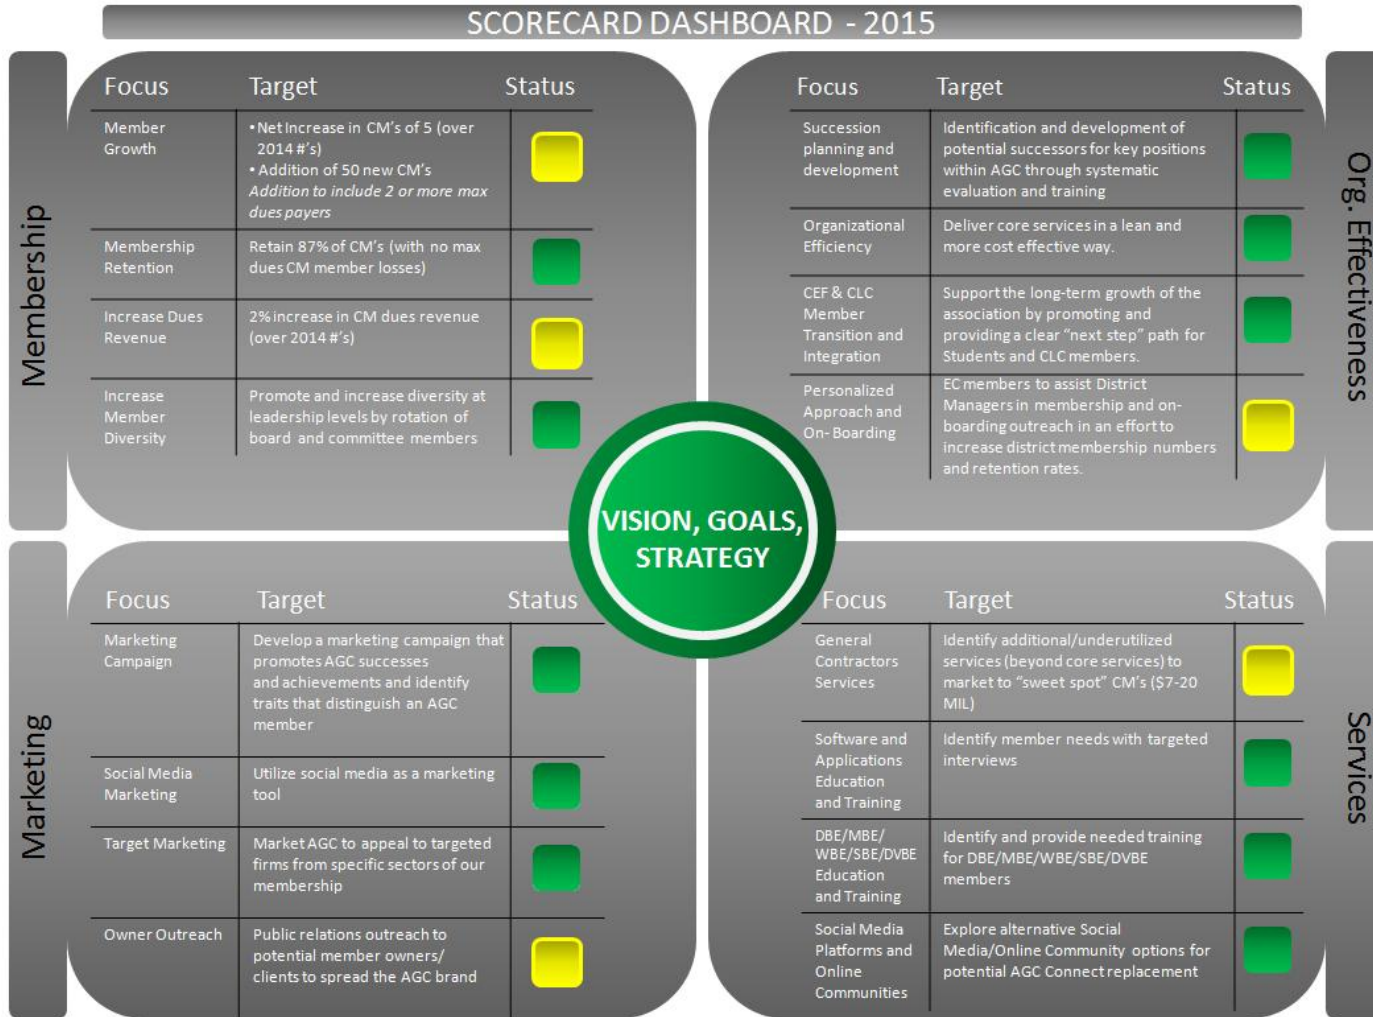 SCORECARD DASHBOARD - 2015
Membership
Focus Target Status
Member
Growth
• Net Increase in CM's of 5 (over
2014 #'s)
• Addition of 50 new CM's
Addition to include 2 or more max
dues payers
Membership
Retention
Retain 87% of CM's (with no max
dues CM member losses)
Increase Dues
Revenue
2% increase in CM dues revenue
(over 2014 #'s)
Increase
Member
Diversity
Promote and increase diversity at
leadership levels by rotation of
board and committee members
Org. Effectiveness
Focus Target Status
Succession
planning and
development
Identification and development of
potential successors for key positions
within AGC through systematic
evaluation and training
Organizational
Efficiency
Deliver core services in a lean and
more cost effective way.
CEF & CLC
Member
Transition and
Integration
Support the long-term growth of the
association by promoting and
providing a clear "next step" path for
Students and CLC members.
Personalized
Approach and
On- Boarding
EC members to assist District
Managers in membership and on-
boarding outreach in an effort to
increase district membership numbers
and retention rates.
VISION, GOALS,
STRATEGY
Marketing
Focus Target Status
Marketing
Campaign
Develop a marketing campaign that
promotes AGC successes
and achievements and identify
traits that distinguish an AGC
member
Social Media
Marketing
Utilize social media as a marketing
tool
Target Marketing
Market AGC to appeal to targeted
firms from specific sectors of our
membership
Owner Outreach
Public relations outreach to
potential member owners/
clients to spread the AGC brand
Services
Focus Target Status
General
Contractors
Services
Identify additional/underutilized
services (beyond core services) to
market to "sweet spot" CM's ($7-20
MIL)
Software and
Applications
Education
and Training
Identify member needs with targeted
interviews
DBE/MBE/
WBE/SBE/DVBE
Education
and Training
Identify and provide needed training
for DBE/MBE/WBE/SBE/DVBE
members
Social Media
Platforms and
Online
Communities
Explore alternative Social
Media/Online Community options for
potential AGC Connect replacement